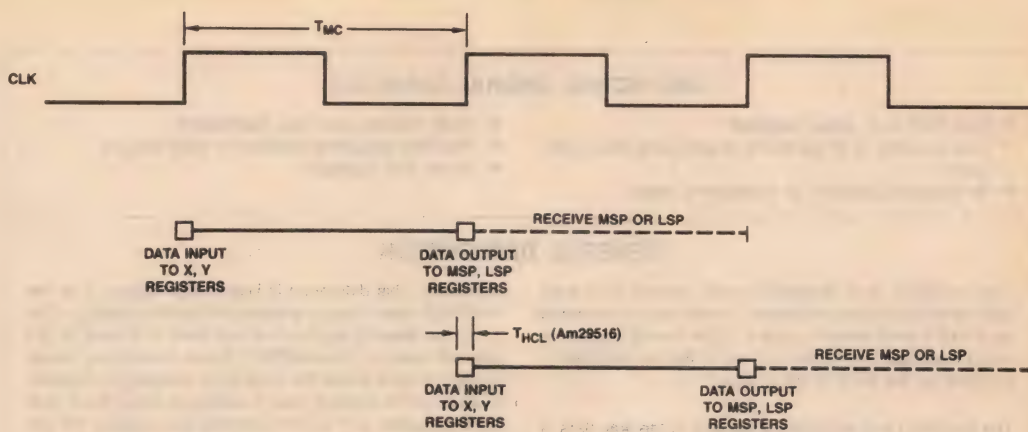 TMC
CLK
RECEIVE MSP OR LSP
DATA INPUT
TO X, Y
REGISTERS
DATA OUTPUT
TO MSP, LSP
REGISTERS
THCL (Am29516)
RECEIVE MSP OR LSP
DATA INPUT
TO X, Y
REGISTERS
DATA OUTPUT
TO MSP, LSP
REGISTERS